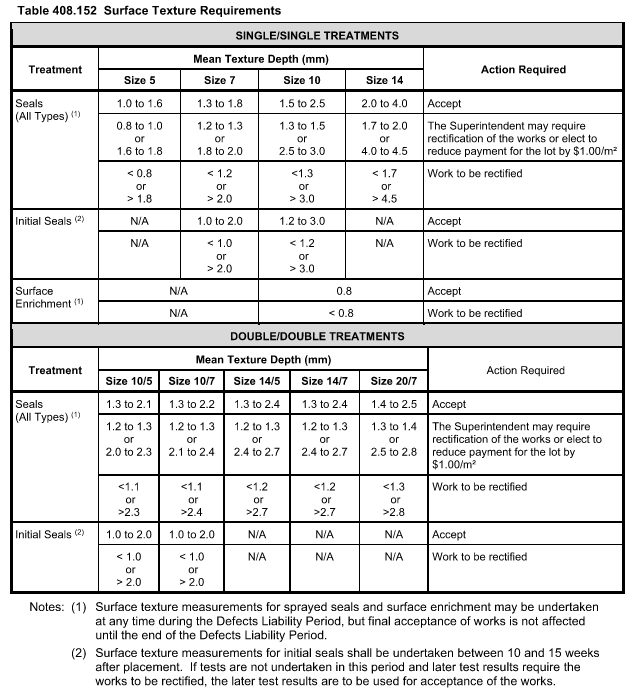 Table 408.152  Surface Texture Requirements
SINGLE/SINGLE TREATMENTS
Treatment
Mean Texture Depth (mm)
Action Required
Size 5 Size 7 Size 10 Size 14
Seals
(All Types) (1)
1.0 to 1.6 1.3 to 1.8 1.5 to 2.5 2.0 to 4.0 Accept
0.8 to 1.0 1.2 to 1.3 1.3 to 1.5 1.7 to 2.0 The Superintendent may require
or or or or rectification of the works or elect to
1.6 to 1.8 1.8 to 2.0 2.5 to 3.0 4.0 to 4.5 reduce payment for the lot by $1.00/m²
< 0.8 < 1.2 <1.3 < 1.7 Work to be rectified
or or or or
> 1.8 > 2.0 > 3.0 > 4.5
Initial Seals (2) N/A 1.0 to 2.0 1.2 to 3.0 N/A Accept
N/A < 1.0 < 1.2 N/A Work to be rectified
or or
> 2.0 > 3.0
Surface
Enrichment (1)
N/A 0.8 Accept
N/A < 0.8 Work to be rectified
DOUBLE/DOUBLE TREATMENTS
Treatment
Mean Texture Depth (mm)
Action Required
Size 10/5 Size 10/7 Size 14/5 Size 14/7 Size 20/7
Seals
(All Types) (1)
1.3 to 2.1 1.3 to 2.2 1.3 to 2.4 1.3 to 2.4 1.4 to 2.5 Accept
1.2 to 1.3 1.2 to 1.3 1.2 to 1.3 1.2 to 1.3 1.3 to 1.4 The Superintendent may require
or or or or or rectification of the works or elect to
2.0 to 2.3 2.1 to 2.4 2.4 to 2.7 2.4 to 2.7 2.5 to 2.8 reduce payment for the lot by
$1.00/m²
<1.1 <1.1 <1.2 <1.2 <1.3 Work to be rectified
or or or or or
>2.3 >2.4 >2.7 >2.7 >2.8
Initial Seals (2) 1.0 to 2.0 1.0 to 2.0 N/A N/A N/A Accept
< 1.0 < 1.0 N/A N/A N/A Work to be rectified
or or
> 2.0 > 2.0
Notes: (1) Surface texture measurements for sprayed seals and surface enrichment may be undertaken
at any time during the Defects Liability Period, but final acceptance of works is not affected
until the end of the Defects Liability Period.
(2) Surface texture measurements for initial seals shall be undertaken between 10 and 15 weeks
after placement. If tests are not undertaken in this period and later test results require the
works to be rectified, the later test results are to be used for acceptance of the works.